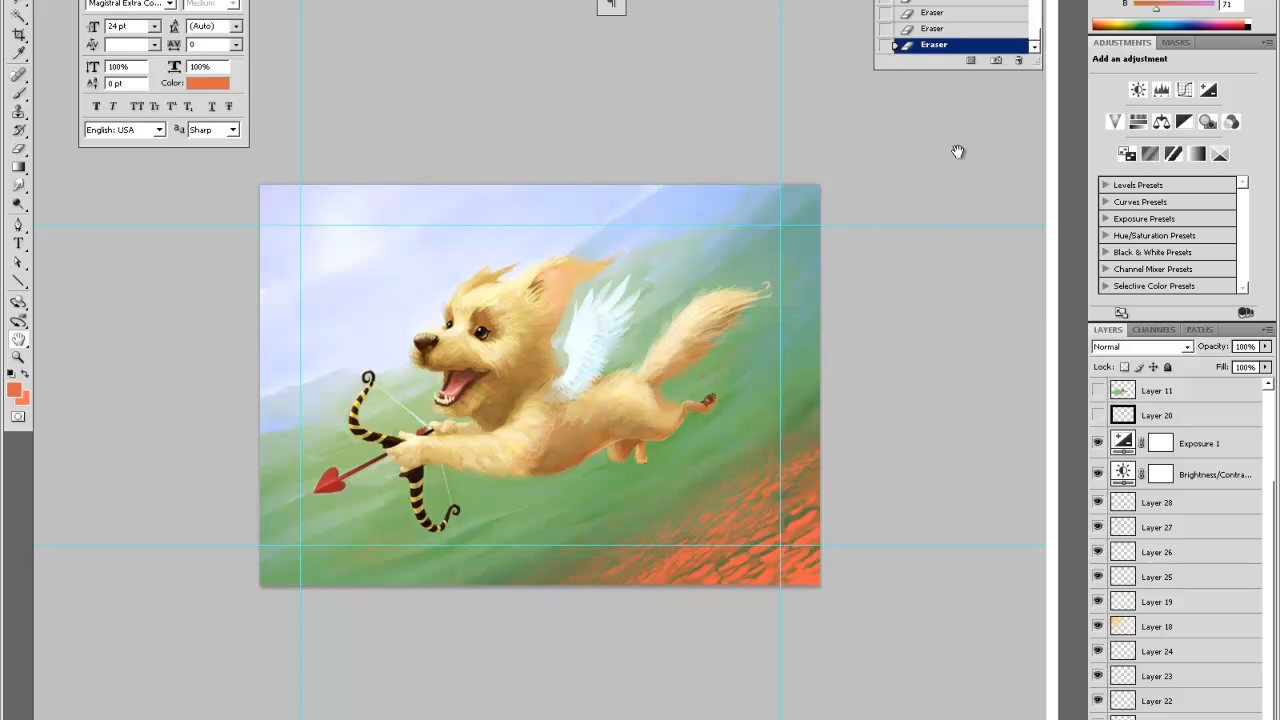 Magistral Extra Co...
Medium
24 pt
(Auto)
0
100%
100%
0 pt
Color:
English: USA
Sharp
Eraser
Eraser
Eraser
B
71
ADJUSTMENTS
MASKS
Add an adjustment
Levels Presets
Curves Presets
Exposure Presets
Hue/Saturation Presets
Black & White Presets
Channel Mixer Presets
Selective Color Presets
LAYERS
CHANNELS
PATHS
Normal
Opacity: 100%
Lock:
Fill: 100%
Layer 11
Layer 20
Exposure 1
Brightness/Contra...
Layer 28
Layer 27
Layer 26
Layer 25
Layer 19
Layer 18
Layer 24
Layer 23
Layer 22